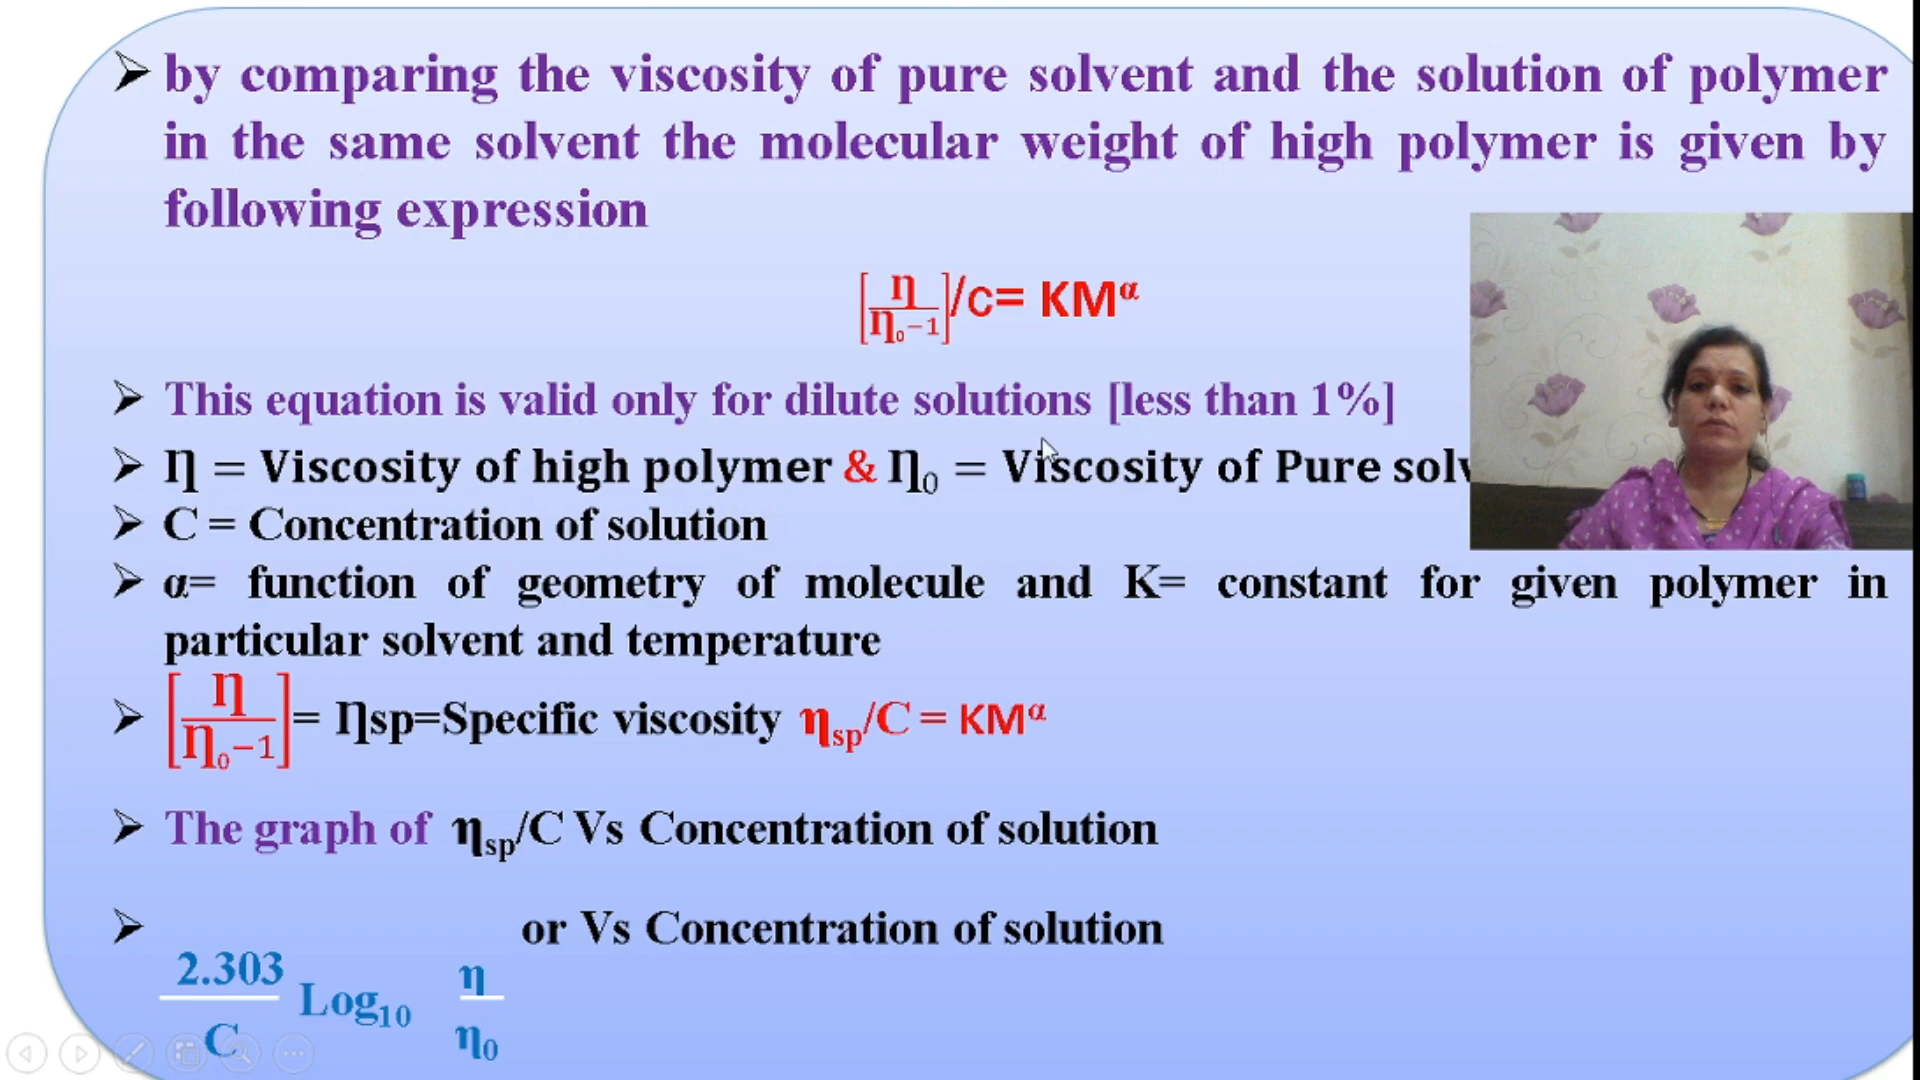 ➢ by comparing the viscosity of pure solvent and the solution of polymer
in the same solvent the molecular weight of high polymer is given by
following expression
[η/η₀−1]/c= KMᵅ
➢ This equation is valid only for dilute solutions [less than 1%]
➢ η = Viscosity of high polymer & η₀ = Viscosity of Pure solv
➢ C = Concentration of solution
➢ α= function of geometry of molecule and K= constant for given polymer in
particular solvent and temperature
➢ [η/η₀−1]= ηsp=Specific viscosity ηsp/C = KMᵅ
➢ The graph of ηsp/C Vs Concentration of solution
➢ or Vs Concentration of solution
2.303/C Log₁₀ η/η₀